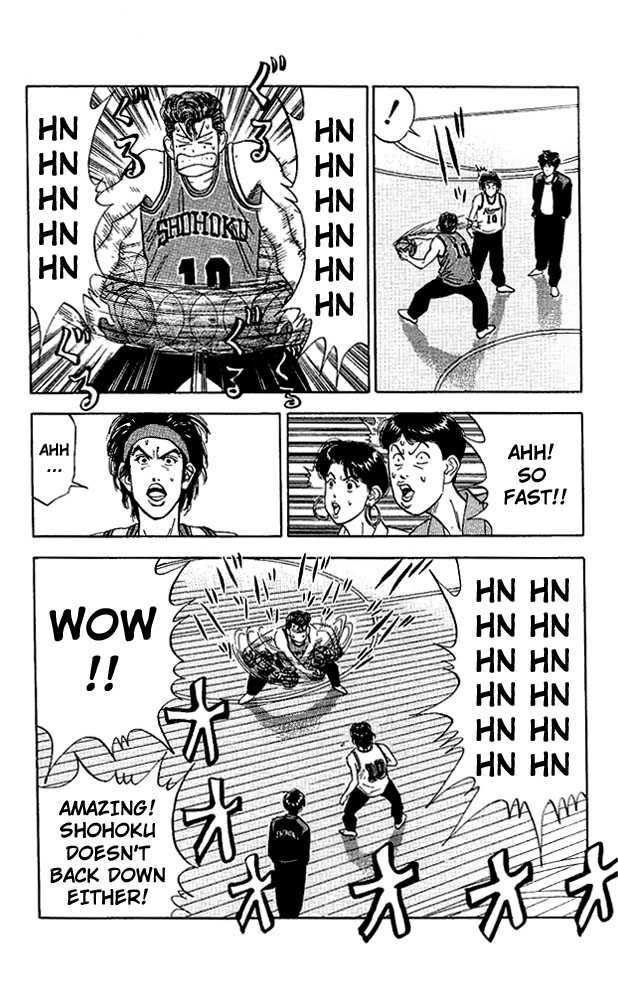 !
10
10
HN
HN
HN
HN
HN
HN
ぐる
ぐる
SHOHOKU
10
HN
HN
HN
HN
HN
ぐる
ぐる
ぐる
AHH!
SO
FAST!!
AHH
...
HN HN
HN HN
HN HN
HN HN
HN HN
HN HN
WOW
!!
10
オオオオオオ
AMAZING!
SHOHOKU
DOESN'T
BACK DOWN
EITHER!